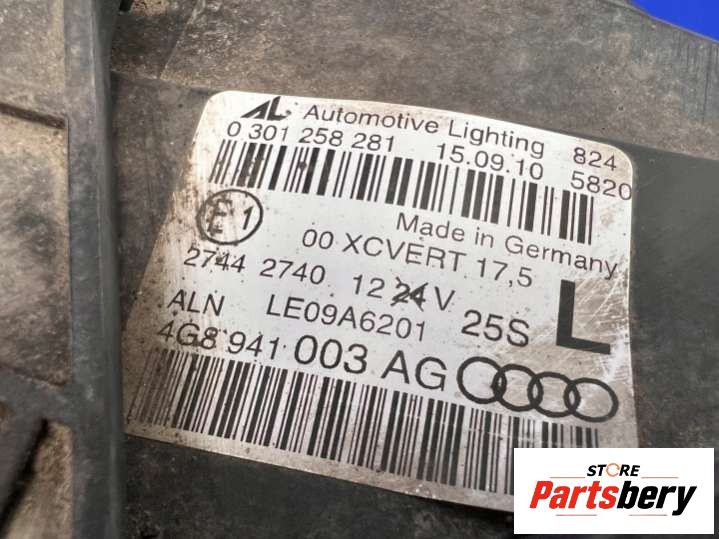 AL Automotive Lighting 824
0 301 258 281 15.09.10 5820
Made in Germany
E1 00 XCVERT 17,5
2744 2740 12 24 V
ALN LE09A6201 25S L
4G8 941 003 AG
STORE
Partsbery